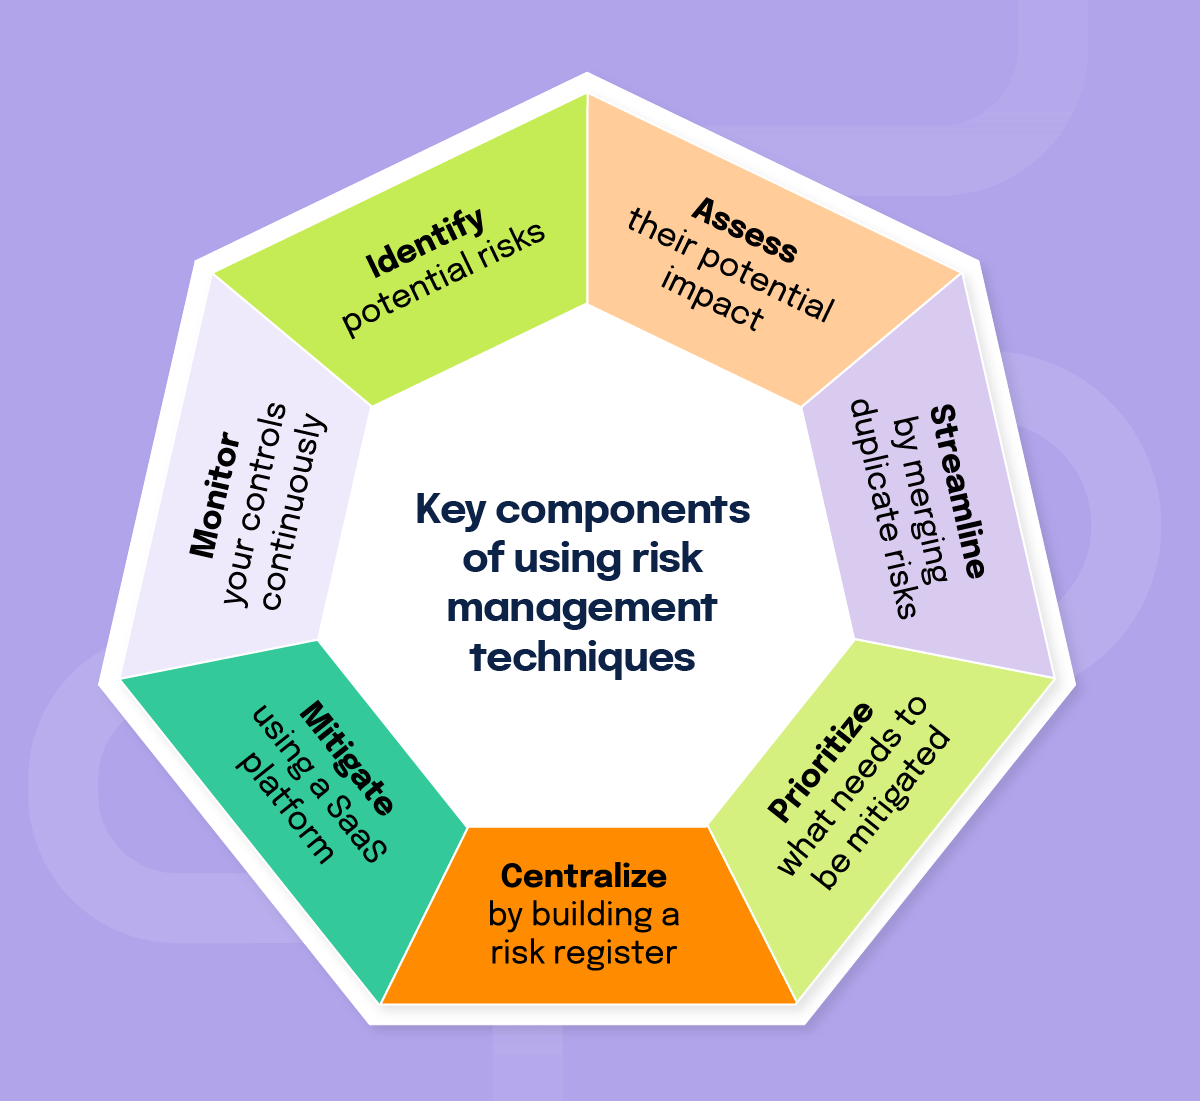 Key components
of using risk
management
techniques
Identify
potential risks
Assess
their potential
impact
Streamline
by merging
duplicate risks
Prioritize
what needs to
be mitigated
Centralize
by building a
risk register
Mitigate
using a SaaS
platform
Monitor
your controls
continuously